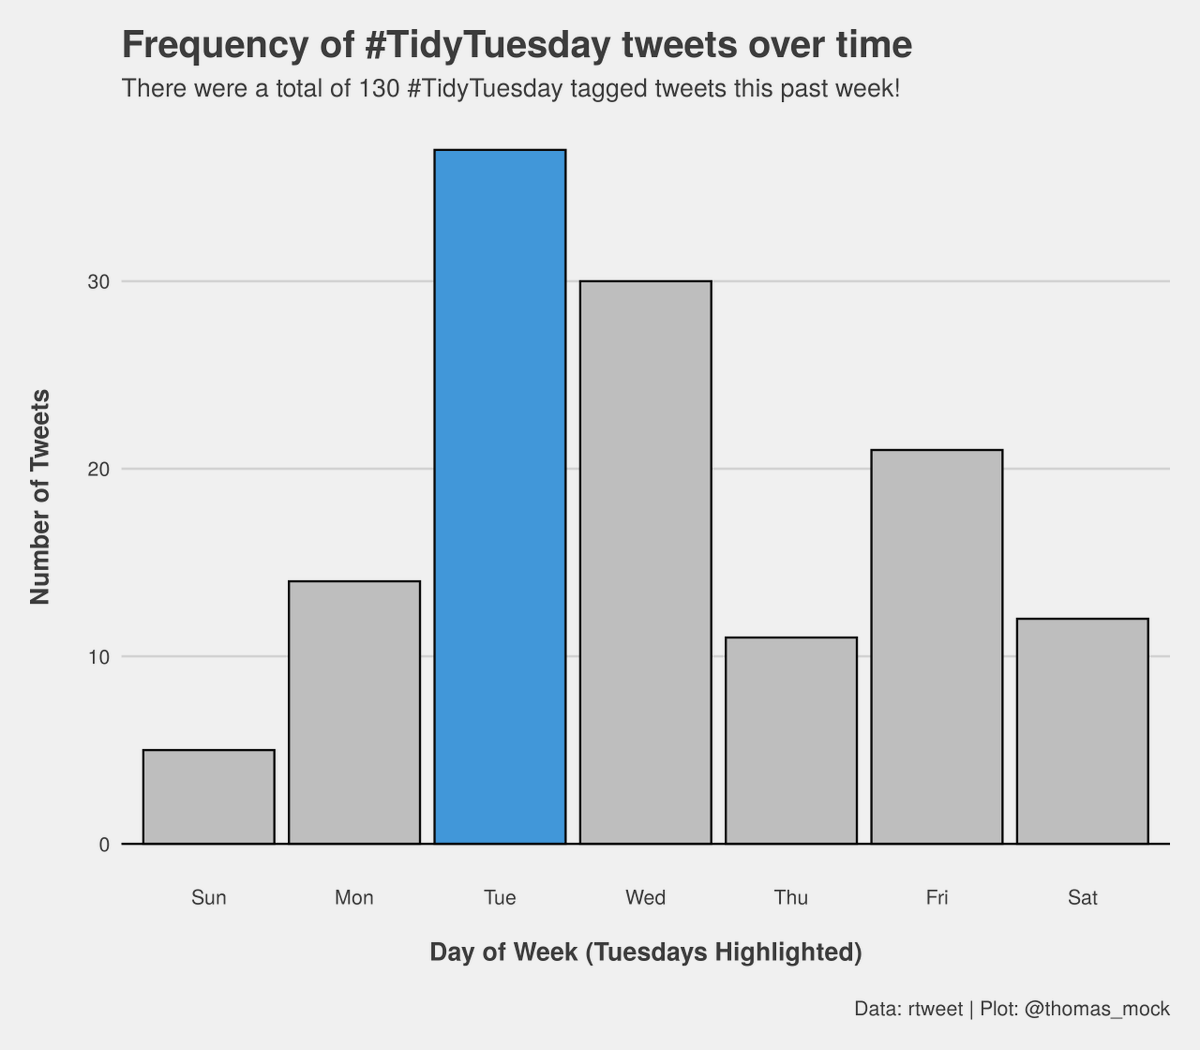 Frequency of #TidyTuesday tweets over time
There were a total of 130 #TidyTuesday tagged tweets this past week!
Number of Tweets
30
20
10
0
Sun Mon Tue Wed Thu Fri Sat
Day of Week (Tuesdays Highlighted)
Data: rtweet | Plot: @thomas_mock